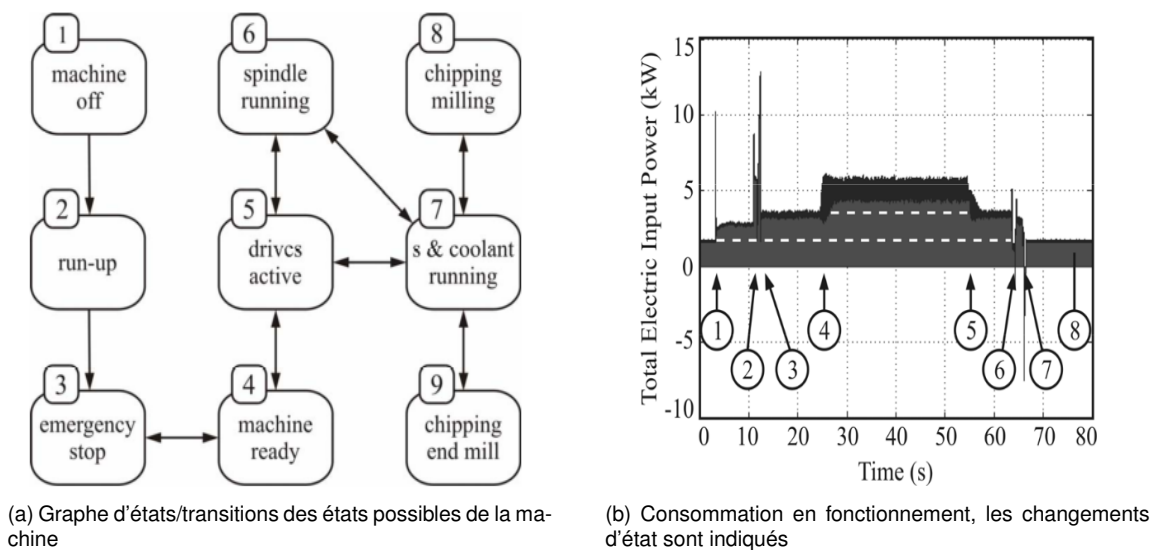 1
machine
off
6
spindle
running
8
chipping
milling
2
run-up
5
drivcs
active
7
s & coolant
running
3
emergency
stop
4
machine
ready
9
chipping
end mill
(a) Graphe d'états/transitions des états possibles de la ma-
chine
Total Electric Input Power (kW)
15
10
5
0
-5
-10
1
2
3
4
5
6
7
8
0 10 20 30 40 50 60 70 80
Time (s)
(b) Consommation en fonctionnement, les changements
d'état sont indiqués